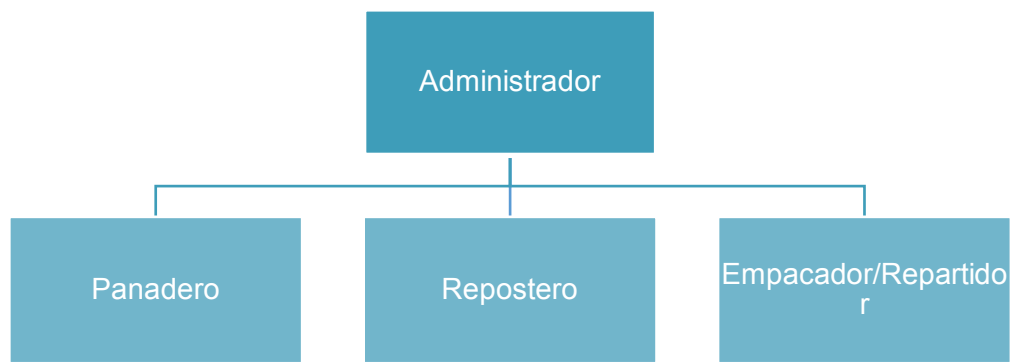 Administrador
Panadero
Repostero
Empacador/Repartido
r